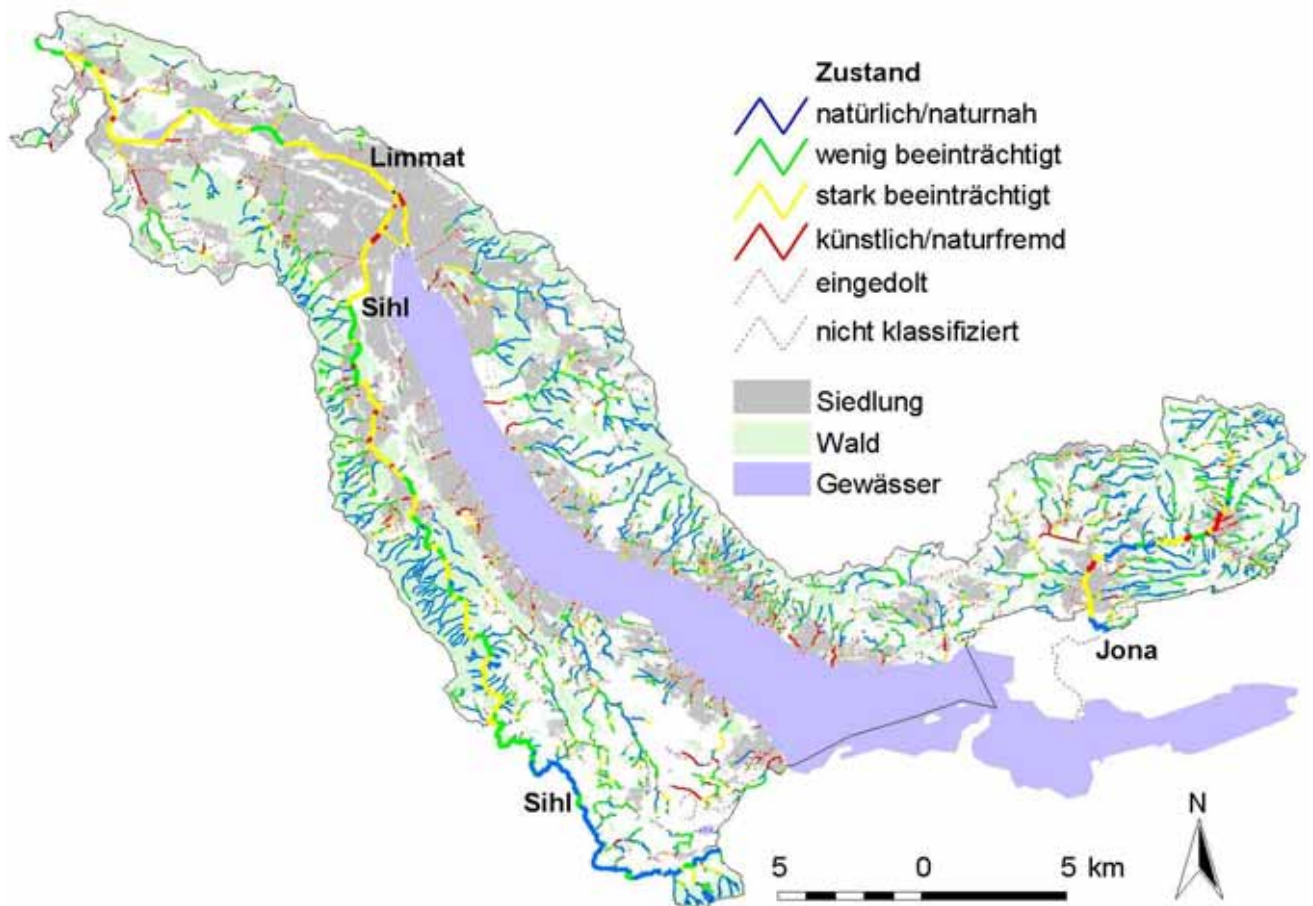 Zustand
natürlich/naturnah
wenig beeinträchtigt
stark beeinträchtigt
künstlich/naturfremd
eingedolt
nicht klassifiziert
Siedlung
Wald
Gewässer
Limmat
Sihl
Jona
Sihl
N
5 0 5 km